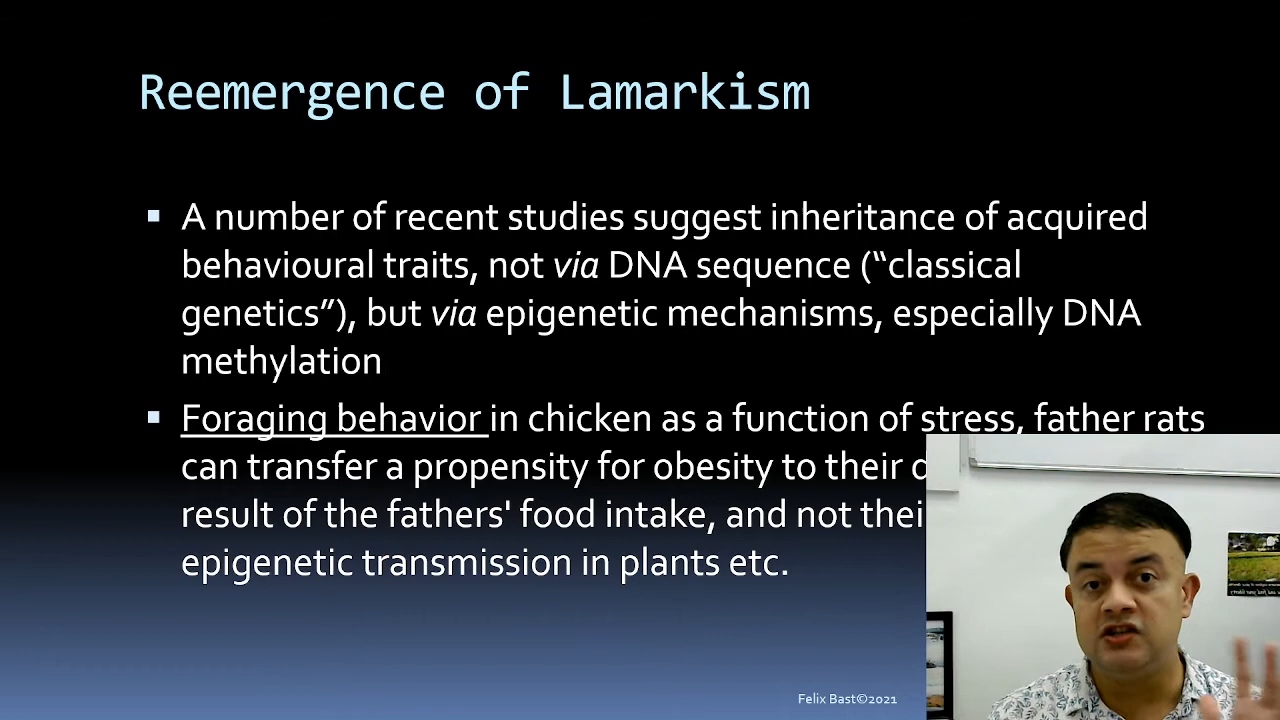 Reemergence of Lamarkism
A number of recent studies suggest inheritance of acquired
behavioural traits, not via DNA sequence (“classical
genetics”), but via epigenetic mechanisms, especially DNA
methylation
Foraging behavior in chicken as a function of stress, father rats
can transfer a propensity for obesity to their
result of the fathers' food intake, and not
epigenetic transmission in plants etc.
Felix Bast©2021